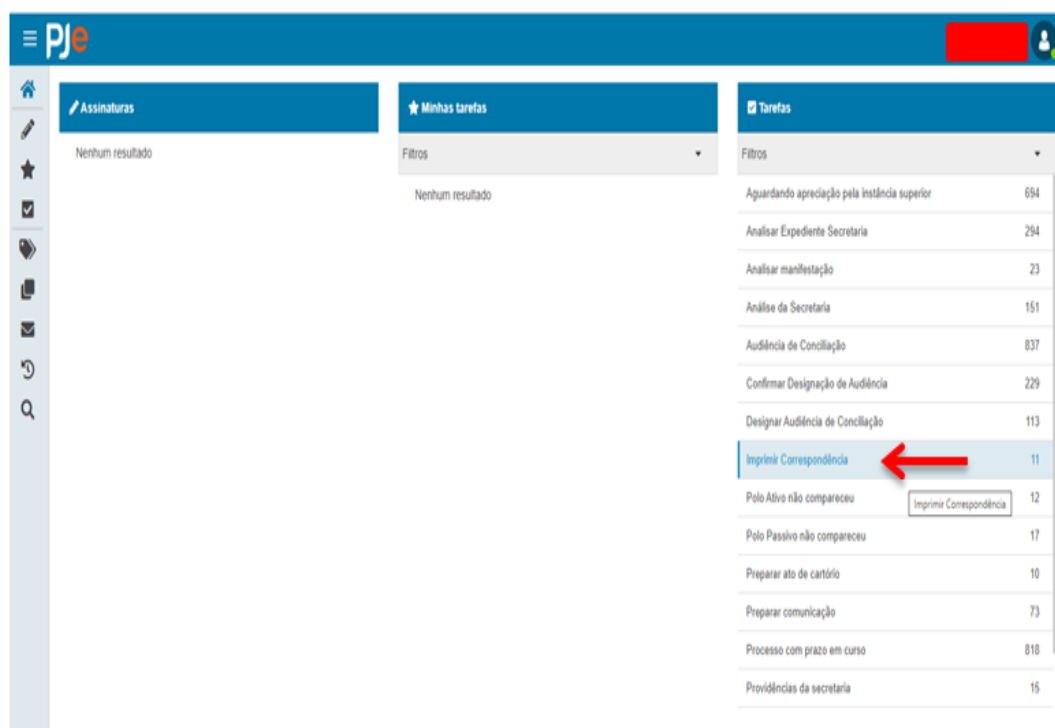 PJe
Assinaturas
Nenhum resultado
Minhas tarefas
Filtros
Nenhum resultado
Tarefas
Filtros
Aguardando apreciação pela instância superior 694
Analisar Expediente Secretaria 294
Analisar manifestação 23
Análise da Secretaria 151
Audiência de Conciliação 837
Confirmar Designação de Audiência 229
Designar Audiência de Conciliação 113
Imprimir Correspondência 11
Polo Ativo não compareceu 12
Imprimir Correspondência
Polo Passivo não compareceu 17
Preparar ato de cartório 10
Preparar comunicação 73
Processo com prazo em curso 818
Providências da secretaria 15